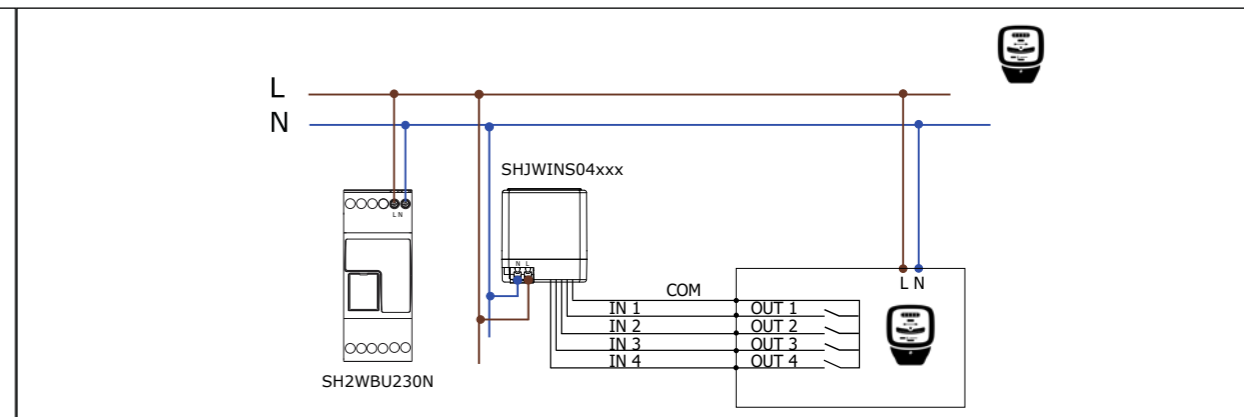 L
N
SHJWINS04xxx
L N
N L
L N
COM
IN 1 OUT 1
IN 2 OUT 2
IN 3 OUT 3
IN 4 OUT 4
SH2WBU230N